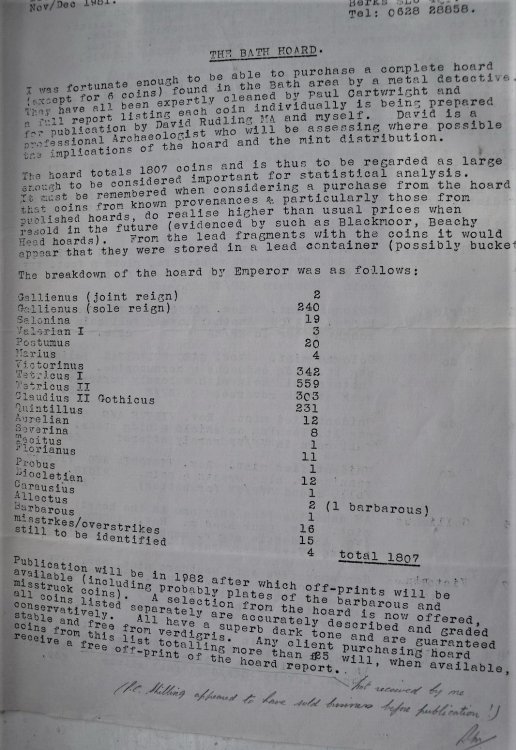 Nov/Dec 1981.
Berks
Tel: 0628 28858.
THE BATH HOARD.
I was fortunate enough to be able to purchase a complete hoard
(except for 6 coins) found in the Bath area by a metal detective.
They have all been expertly cleaned by Paul Cartwright and
a full report listing each coin individually is being prepared
for publication by David Rudling MA and myself. David is a
professional Archaeologist who will be assessing where possible
the implications of the hoard and the mint distribution.
The hoard totals 1807 coins and is thus to be regarded as large
enough to be considered important for statistical analysis.
It must be remembered when considering a purchase from the hoard
that coins from known provenances & particularly those from
published hoards, do realise higher than usual prices when
resold in the future (evidenced by such as Blackmoor, Beachy
Head hoards). From the lead fragments with the coins it would
appear that they were stored in a lead container (possibly bucket
The breakdown of the hoard by Emperor was as follows:
Gallienus (joint reign) 2
Gallienus (sole reign) 240
Salonina 19
Valerian I 3
Postumus 20
Marius 4
Victorinus 342
Tetricus I 559
Tetricus II 303
Claudius II Gothicus 231
Quintillus 12
Aurelian 8
Severina 1
Tacitus 11
Florianus 1
Probus 12
Diocletian 1
Carausius 2 (1 barbarous)
Allectus 1
Barbarous 16
misstrkes/overstrikes 15
still to be identified 4 total 1807
Publication will be in 1982 after which off-prints will be
available (including probably plates of the barbarous and
misstruck coins). A selection from the hoard is now offered,
all coins listed separately are accurately described and graded
conservatively. All have a superb dark tone and are guaranteed
stable and free from verdigris. Any client purchasing hoard
coins from this list totalling more than £25 will, when available,
receive a free off-print of the hoard report.
Not received by me
(P.C. Milling appeared to have sold business before publication!)